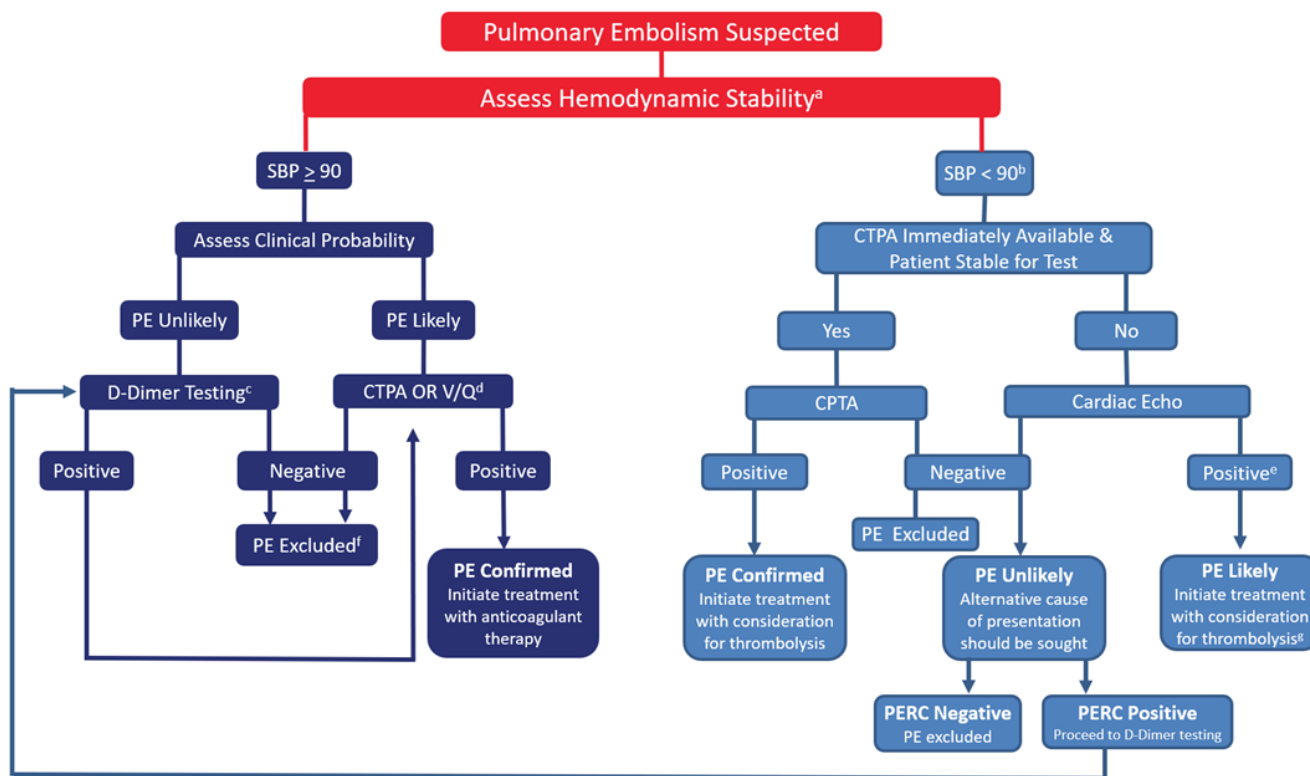 Pulmonary Embolism Suspected
Assess Hemodynamic Stabilityᵃ
SBP ≥ 90
SBP < 90ᵇ
Assess Clinical Probability
CTPA Immediately Available &
Patient Stable for Test
PE Unlikely
PE Likely
Yes
No
D-Dimer Testingᶜ
CTPA OR V/Qᵈ
CPTA
Cardiac Echo
Positive
Negative
Positive
Positive
Negative
Positiveᵉ
PE Excludedᶠ
PE Excluded
PE Confirmed
Initiate treatment
with anticoagulant
therapy
PE Confirmed
Initiate treatment
with consideration
for thrombolysis
PE Unlikely
Alternative cause
of presentation
should be sought
PE Likely
Initiate treatment
with consideration
for thrombolysisᵍ
PERC Negative
PE excluded
PERC Positive
Proceed to D-Dimer testing